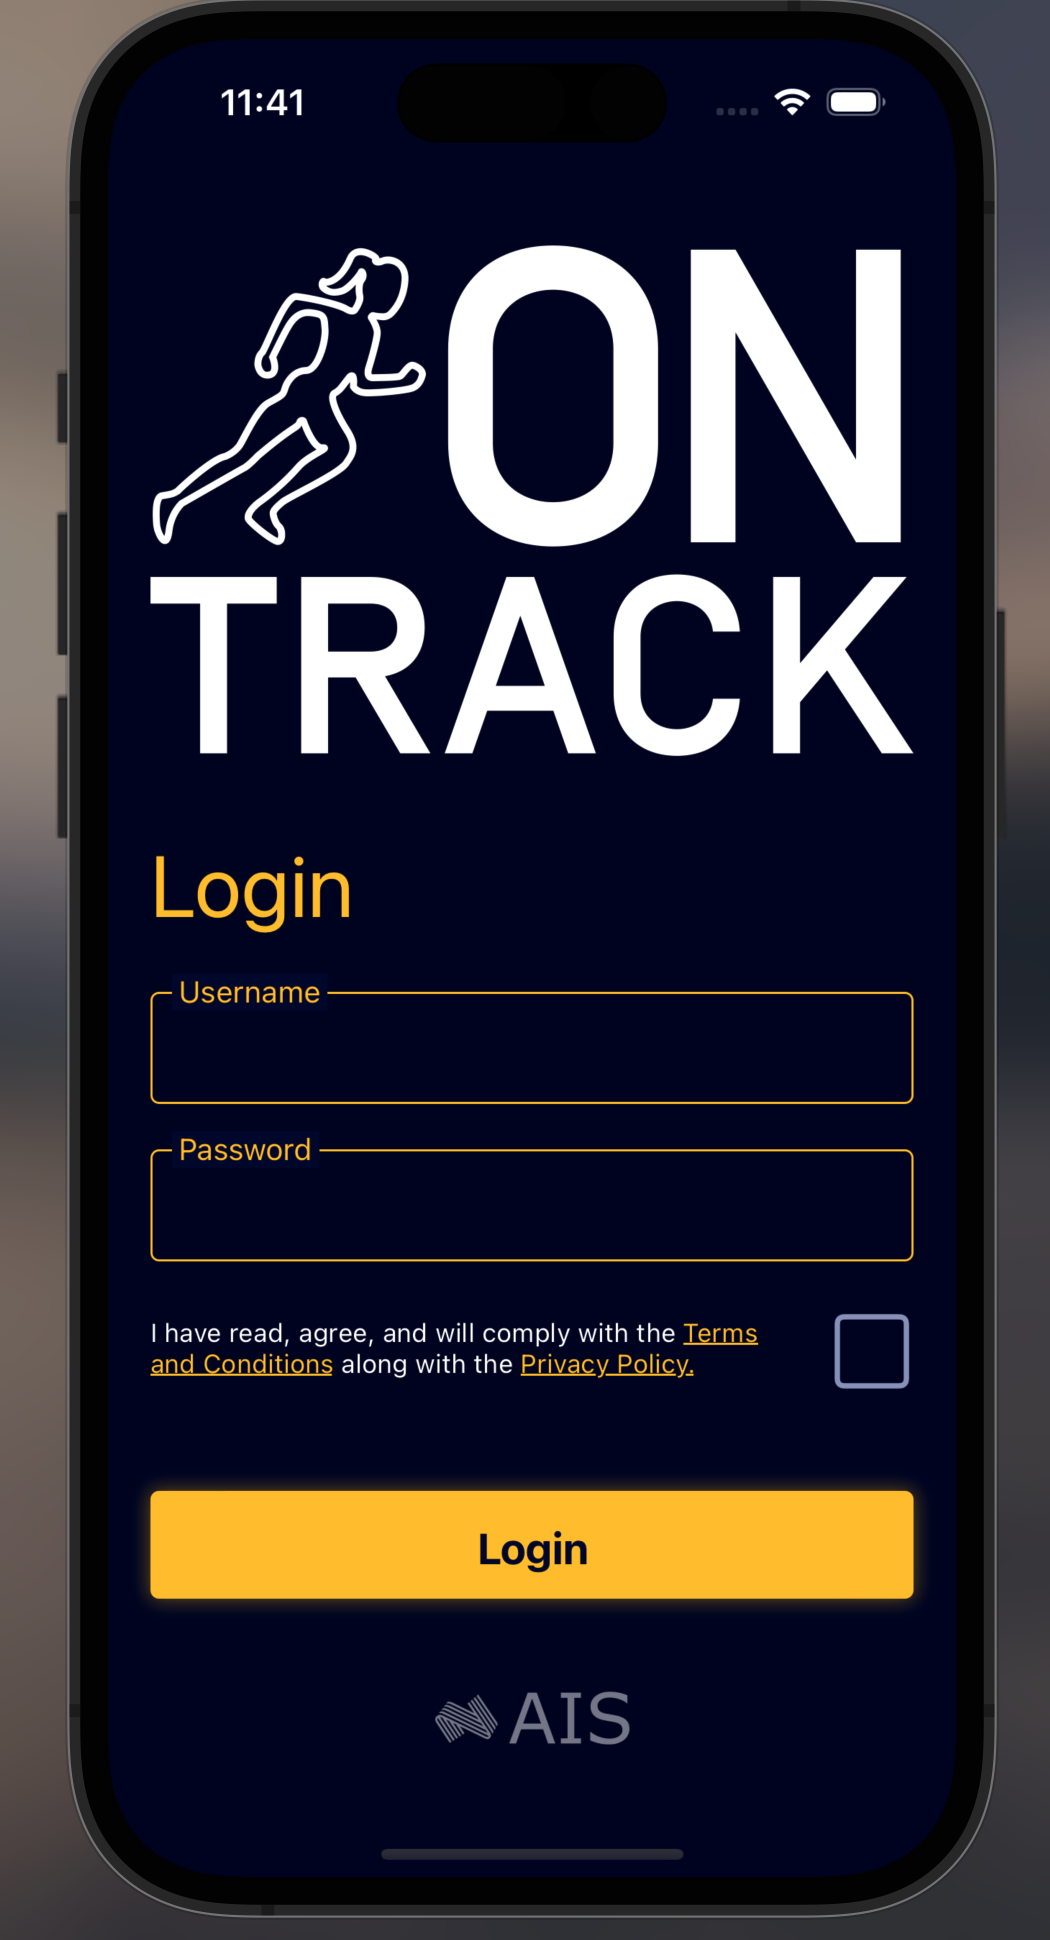 11:41
ON
TRACK
Login
Username
Password
I have read, agree, and will comply with the Terms
and Conditions along with the Privacy Policy.
Login
AIS